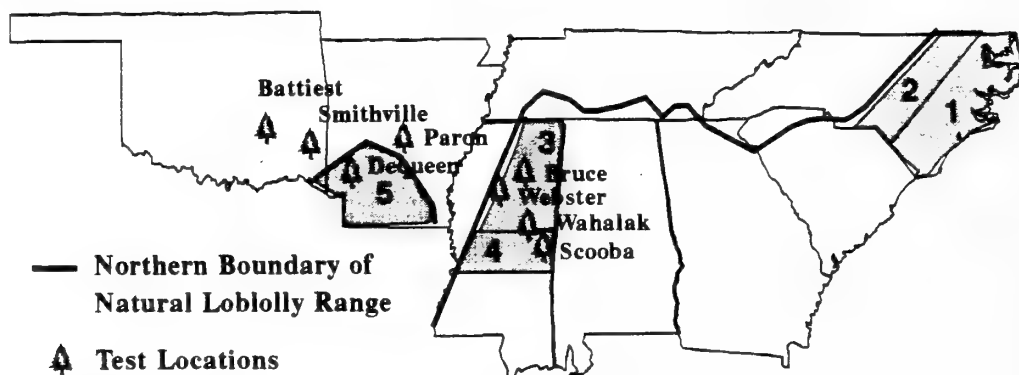 Battiest
Smithville
Paron
DeQueen
5
2
1
3
Bruce
Webster
Wahalak
4
Scooba
Northern Boundary of
Natural Loblolly Range
Test Locations